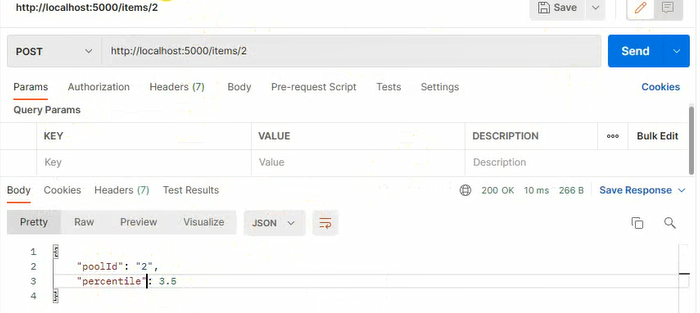 http://localhost:5000/items/2
Save
POST http://localhost:5000/items/2 Send
Params Authorization Headers (7) Body Pre-request Script Tests Settings Cookies
Query Params
KEY VALUE DESCRIPTION ooo Bulk Edit
Key Value Description
Body Cookies Headers (7) Test Results 200 OK 10 ms 266 B Save Response
Pretty Raw Preview Visualize JSON
1 {
2 "poolId": "2",
3 "percentile": 3.5
4 }